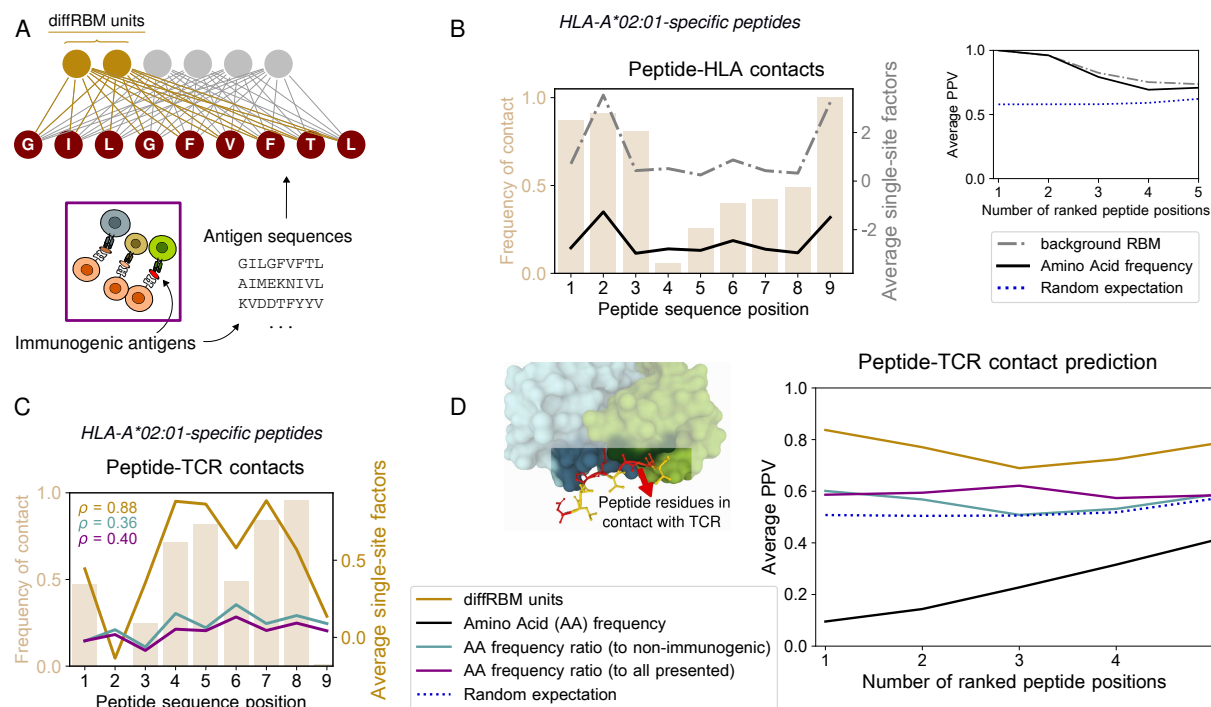 A
diffRBM units
G I L G F V F T L
Antigen sequences
GILGFVFTL
AIMEKNIVL
KVDDTFYYV
...
Immunogenic antigens
B
HLA-A*02:01-specific peptides
Peptide-HLA contacts
Frequency of contact
1.0
0.5
0.0
2
0
-2
Average single-site factors
1 2 3 4 5 6 7 8 9
Peptide sequence position
Average PPV
1.0
0.5
0.0
1 2 3 4 5
Number of ranked peptide positions
background RBM
Amino Acid frequency
Random expectation
C
HLA-A*02:01-specific peptides
Peptide-TCR contacts
Frequency of contact
1.0
0.5
0.0
ρ = 0.88
ρ = 0.36
ρ = 0.40
0.5
0.0
Average single-site factors
1 2 3 4 5 6 7 8 9
Peptide sequence position
D
Peptide residues in
contact with TCR
diffRBM units
Amino Acid (AA) frequency
AA frequency ratio (to non-immunogenic)
AA frequency ratio (to all presented)
Random expectation
Peptide-TCR contact prediction
Average PPV
1.0
0.8
0.6
0.4
0.2
0.0
1 2 3 4
Number of ranked peptide positions